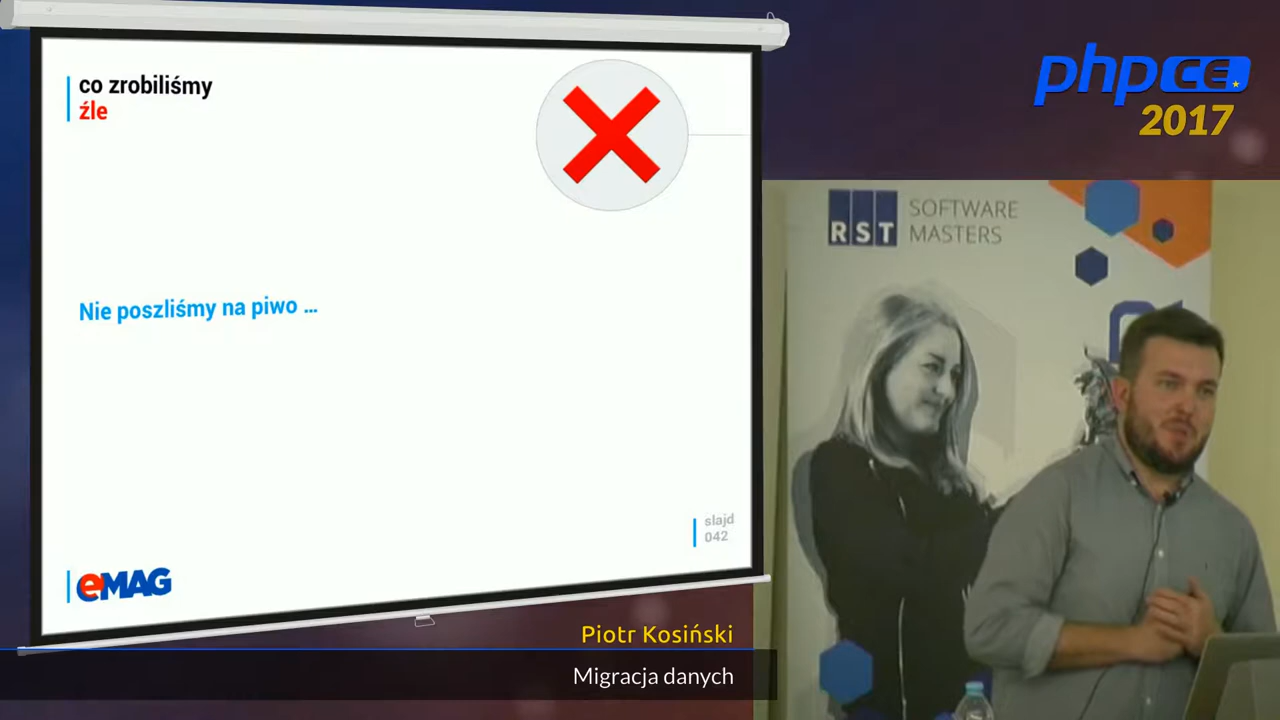 co zrobiliśmy
źle
Nie poszliśmy na piwo ...
slajd
042
eMAG
Piotr Kosiński
Migracja danych
phpCE
2017
RST
SOFTWARE
MASTERS